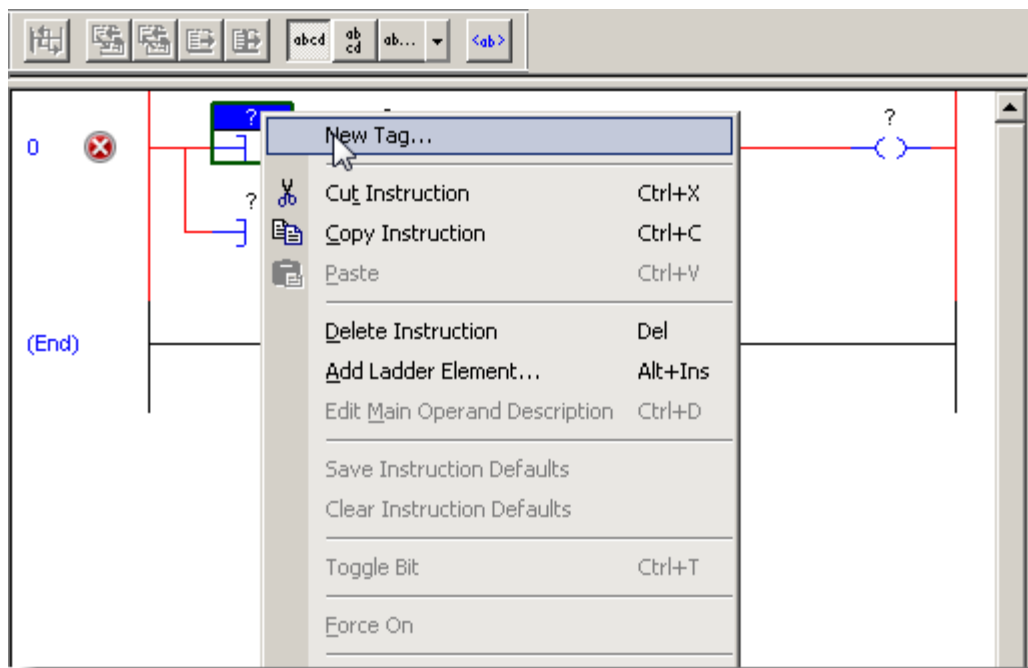 abcd ab cd ab... <ab>
? ?
0
New Tag...
?
Cut Instruction Ctrl+X
Copy Instruction Ctrl+C
Paste Ctrl+V
(End)
Delete Instruction Del
Add Ladder Element... Alt+Ins
Edit Main Operand Description Ctrl+D
Save Instruction Defaults
Clear Instruction Defaults
Toggle Bit Ctrl+T
Force On